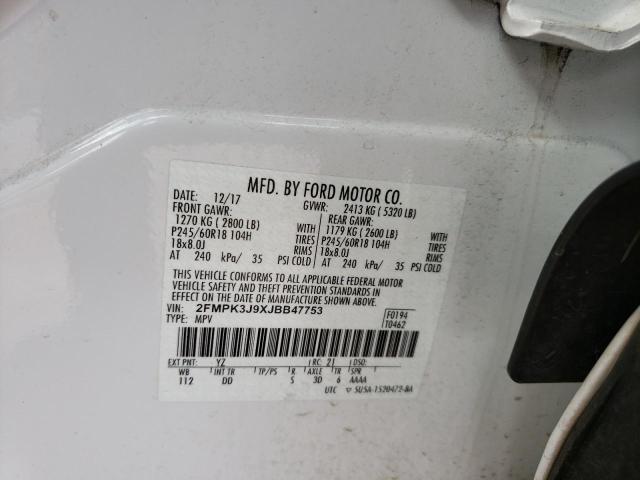 MFD. BY FORD MOTOR CO.
DATE: 12/17 GVWR: 2413 KG ( 5320 LB)
FRONT GAWR: REAR GAWR:
1270 KG ( 2800 LB) WITH 1179 KG ( 2600 LB) WITH
P245/60R18 104H TIRES P245/60R18 104H TIRES
18x8.0J RIMS 18x8.0J RIMS
AT 240 kPa/ 35 PSI COLD AT 240 kPa/ 35 PSI COLD
THIS VEHICLE CONFORMS TO ALL APPLICABLE FEDERAL MOTOR
VEHICLE SAFETY AND THEFT PREVENTION STANDARDS IN
EFFECT ON THE DATE OF MANUFACTURE SHOWN ABOVE.
VIN: 2FMPK3J9XJBB47753 F0194
TYPE: MPV T0462
EXT PNT: YZ RC: 21 DSO:
WB INT TR TP/PS R AXLE TR SPR
112 DD S 3D 6 AAAA
UTC ▽ 5U5A-1520472-BA